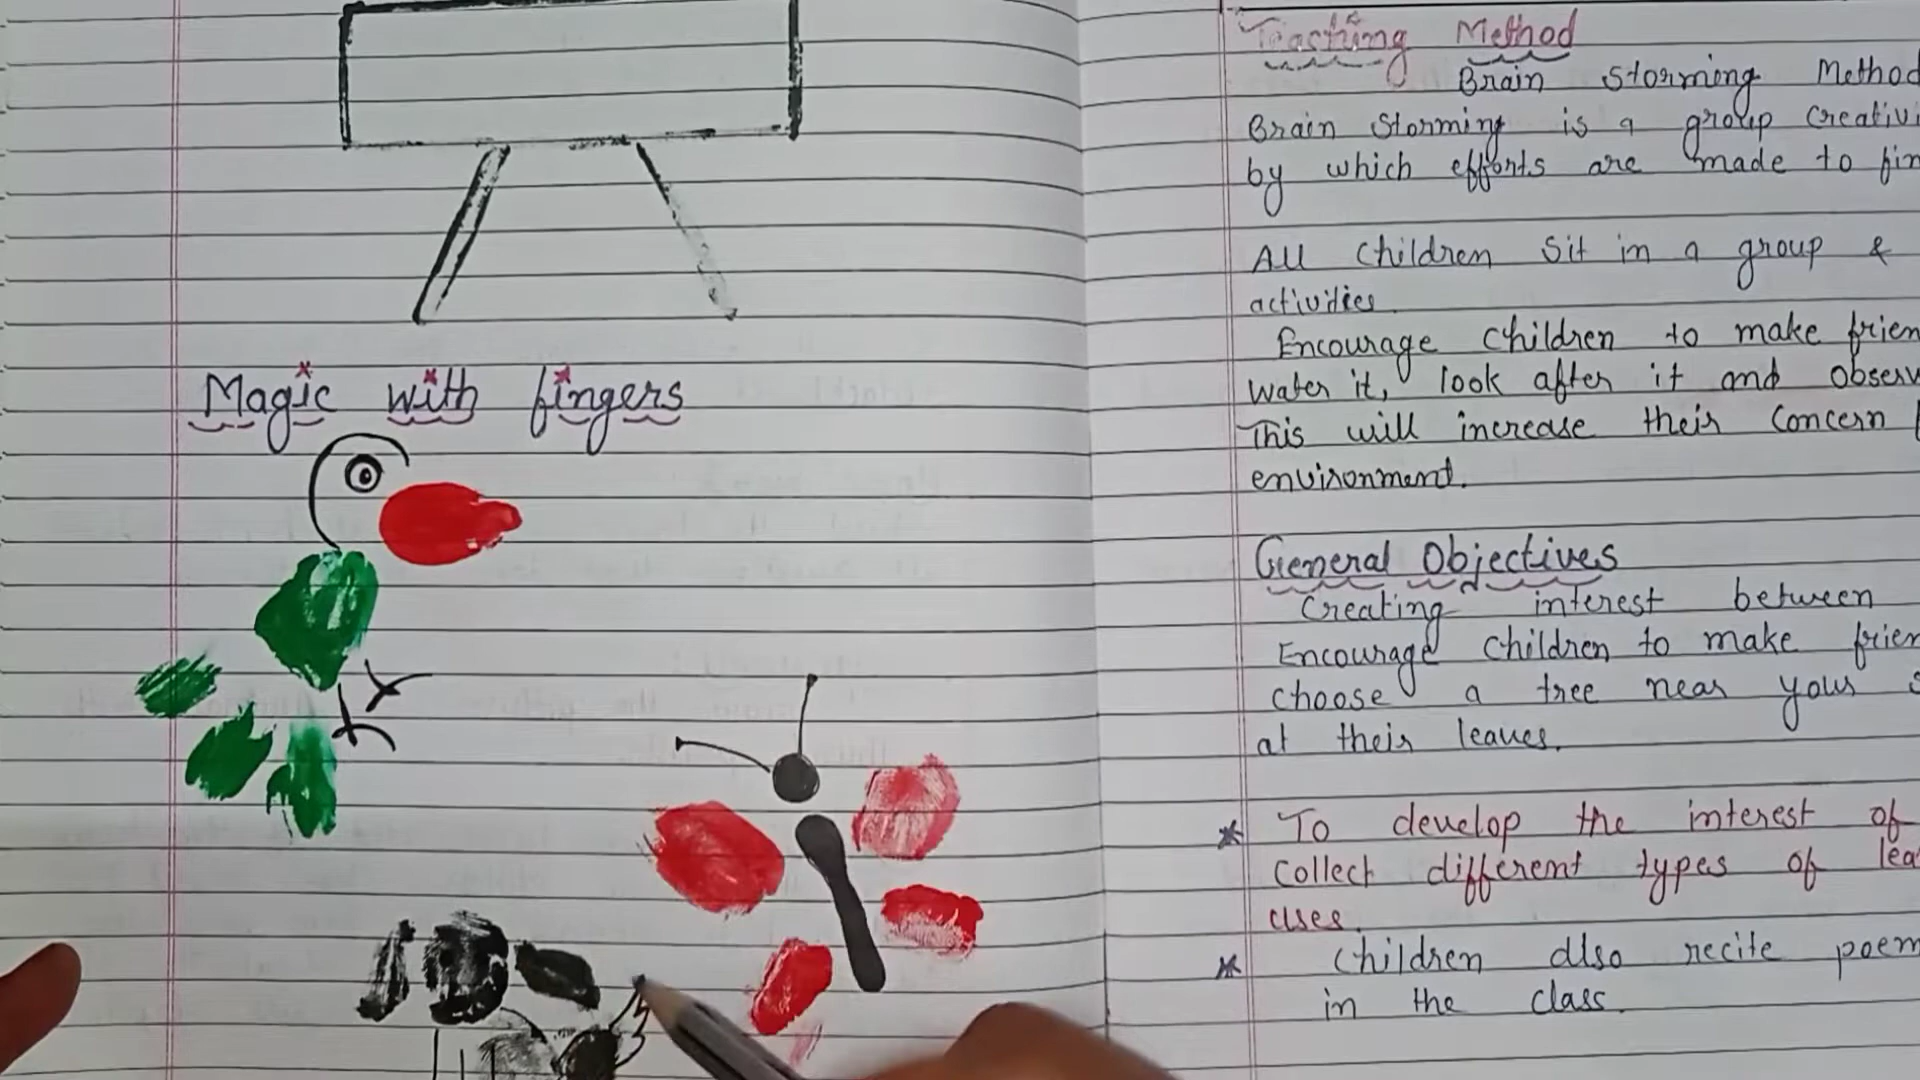 Magic with fingers
Teaching Method
Brain Storming Method
Brain Storming is a group Creativi
by which efforts are made to fin
All Children Sit in a group &
activities.
Encourage Children to make frien
water it, look after it and observ
This will increase their Concern
environment.
General Objectives
Creating interest between
Encourage Children to make frien
choose a tree near your
at their leaves.
* To develop the interest of
Collect different types of lea
uses.
* Children also recite poem
in the class.